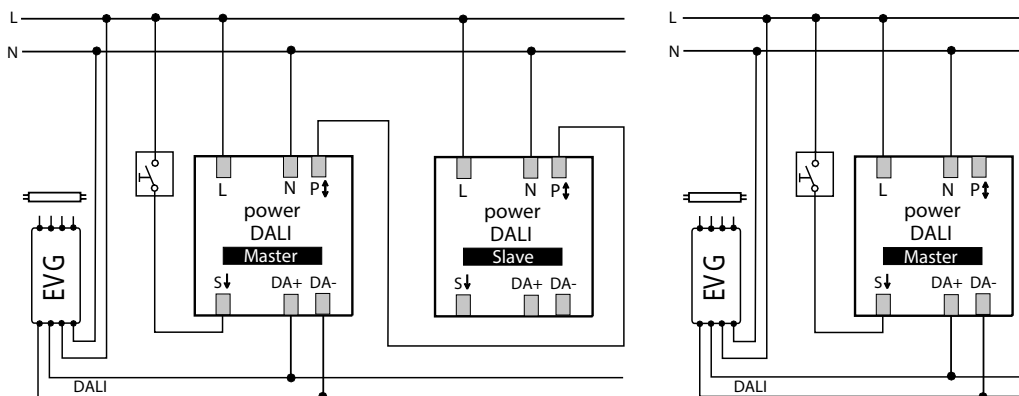 L
N
L N P
power
DALI
Master
S DA+ DA-
EVG
DALI
L N P
power
DALI
Slave
S DA+ DA-
L
N
L N P
power
DALI
Master
S DA+ DA-
EVG
DALI